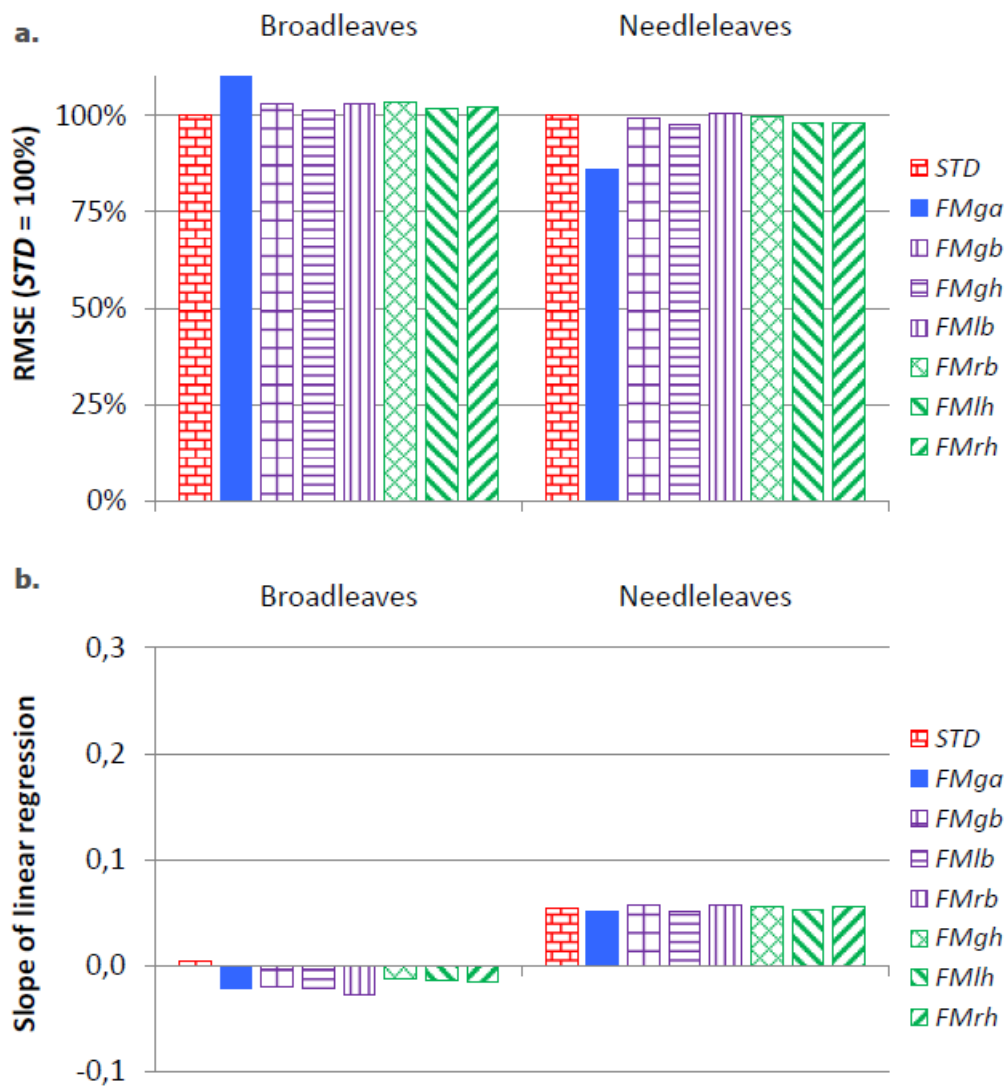 a.
Broadleaves Needleleaves
RMSE (STD = 100%)
100%
75%
50%
25%
0%
STD
FMga
FMgb
FMgh
FMlb
FMrb
FMlh
FMrh
b.
Broadleaves Needleleaves
Slope of linear regression
0,3
0,2
0,1
0,0
-0,1
STD
FMga
FMgb
FMlb
FMrb
FMgh
FMlh
FMrh